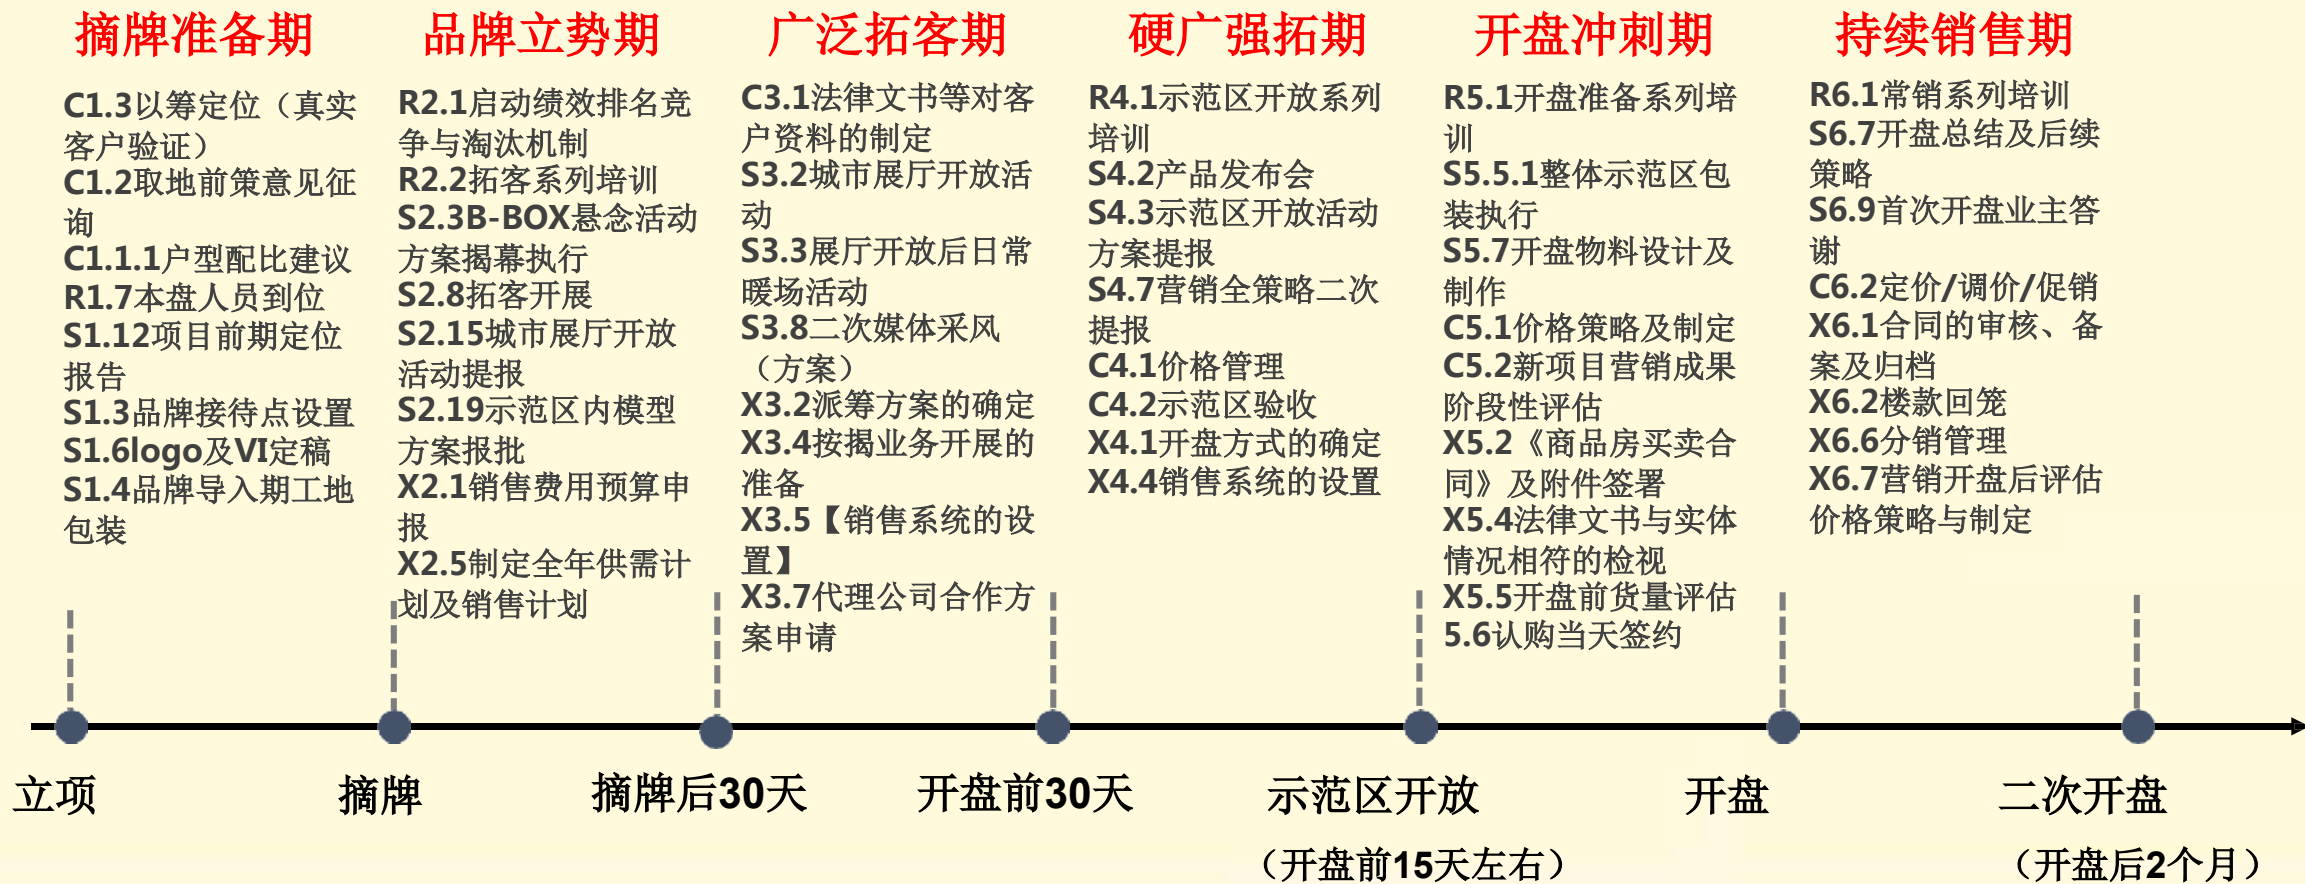 摘牌准备期
C1.3以筹定位（真实
客户验证）
C1.2取地前策意见征
询
C1.1.1户型配比建议
R1.7本盘人员到位
S1.12项目前期定位
报告
S1.3品牌接待点设置
S1.6logo及VI定稿
S1.4品牌导入期工地
包装
品牌立势期
R2.1启动绩效排名竞
争与淘汰机制
R2.2拓客系列培训
S2.3B-BOX悬念活动
方案揭幕执行
S2.8拓客开展
S2.15城市展厅开放
活动提报
S2.19示范区内模型
方案报批
X2.1销售费用预算申
报
X2.5制定全年供需计
划及销售计划
广泛拓客期
C3.1法律文书等对客
户资料的制定
S3.2城市展厅开放活
动
S3.3展厅开放后日常
暖场活动
S3.8二次媒体采风
（方案）
X3.2派筹方案的确定
X3.4按揭业务开展的
准备
X3.5【销售系统的设
置】
X3.7代理公司合作方
案申请
硬广强拓期
R4.1示范区开放系列
培训
S4.2产品发布会
S4.3示范区开放活动
方案提报
S4.7营销全策略二次
提报
C4.1价格管理
C4.2示范区验收
X4.1开盘方式的确定
X4.4销售系统的设置
开盘冲刺期
R5.1开盘准备系列培
训
S5.5.1整体示范区包
装执行
S5.7开盘物料设计及
制作
C5.1价格策略及制定
C5.2新项目营销成果
阶段性评估
X5.2《商品房买卖合
同》及附件签署
X5.4法律文书与实体
情况相符的检视
X5.5开盘前货量评估
5.6认购当天签约
持续销售期
R6.1常销系列培训
S6.7开盘总结及后续
策略
S6.9首次开盘业主答
谢
C6.2定价/调价/促销
X6.1合同的审核、备
案及归档
X6.2楼款回笼
X6.6分销管理
X6.7营销开盘后评估
价格策略与制定
立项
摘牌
摘牌后30天
开盘前30天
示范区开放
（开盘前15天左右）
开盘
二次开盘
（开盘后2个月）